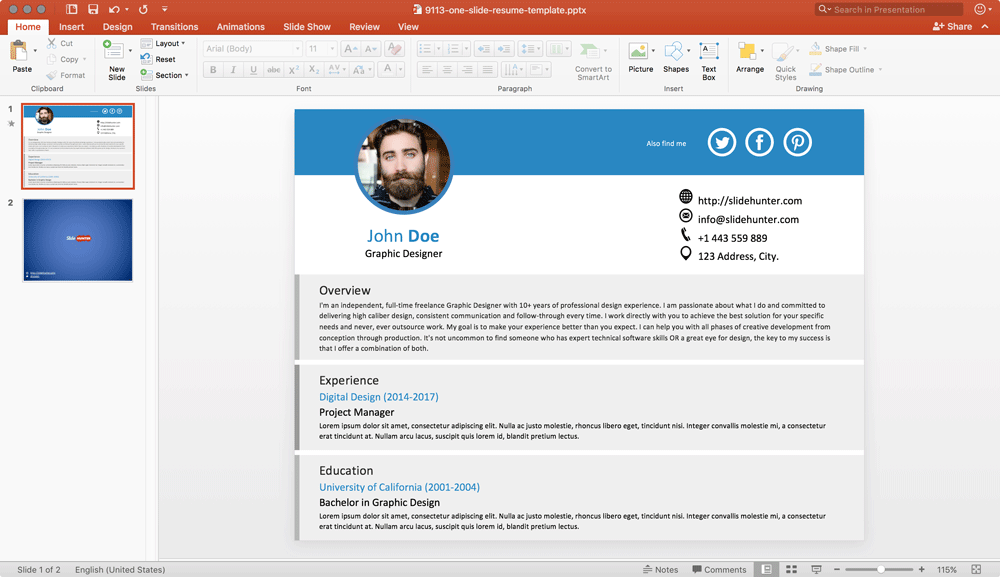 9113-one-slide-resume-template.pptx
Search in Presentation
Home Insert Design Transitions Animations Slide Show Review View
Share
Paste
Cut
Copy
Format
Clipboard
New Slide
Layout
Reset
Section
Slides
Arial (Body) 11
B I U abc X² X₂ AV Aa A
Font
Convert to SmartArt
Paragraph
Picture
Shapes
Text Box
Insert
Arrange
Quick Styles
Shape Fill
Shape Outline
Drawing
1
2
Also find me
John Doe
Graphic Designer
http://slidehunter.com
info@slidehunter.com
+1 443 559 889
123 Address, City.
Overview
I'm an independent, full-time freelance Graphic Designer with 10+ years of professional design experience. I am passionate about what I do and committed to
delivering high caliber design, consistent communication and follow-through every time. I work directly with you to achieve the best solution for your specific
needs and never, ever outsource work. My goal is to make your experience better than you expect. I can help you with all phases of creative development from
conception through production. It's not uncommon to find someone who has expert technical software skills OR a great eye for design, the key to my success is
that I offer a combination of both.
Experience
Digital Design (2014-2017)
Project Manager
Lorem ipsum dolor sit amet, consectetur adipiscing elit. Nulla ac justo molestie, rhoncus libero eget, tincidunt nisi. Integer convallis molestie mi, a consectetur
erat tincidunt at. Nullam arcu lacus, suscipit quis lorem id, blandit pretium lectus.
Education
University of California (2001-2004)
Bachelor in Graphic Design
Lorem ipsum dolor sit amet, consectetur adipiscing elit. Nulla ac justo molestie, rhoncus libero eget, tincidunt nisi. Integer convallis molestie mi, a consectetur
erat tincidunt at. Nullam arcu lacus, suscipit quis lorem id, blandit pretium lectus.
Slide 1 of 2 English (United States)
Notes Comments 115%